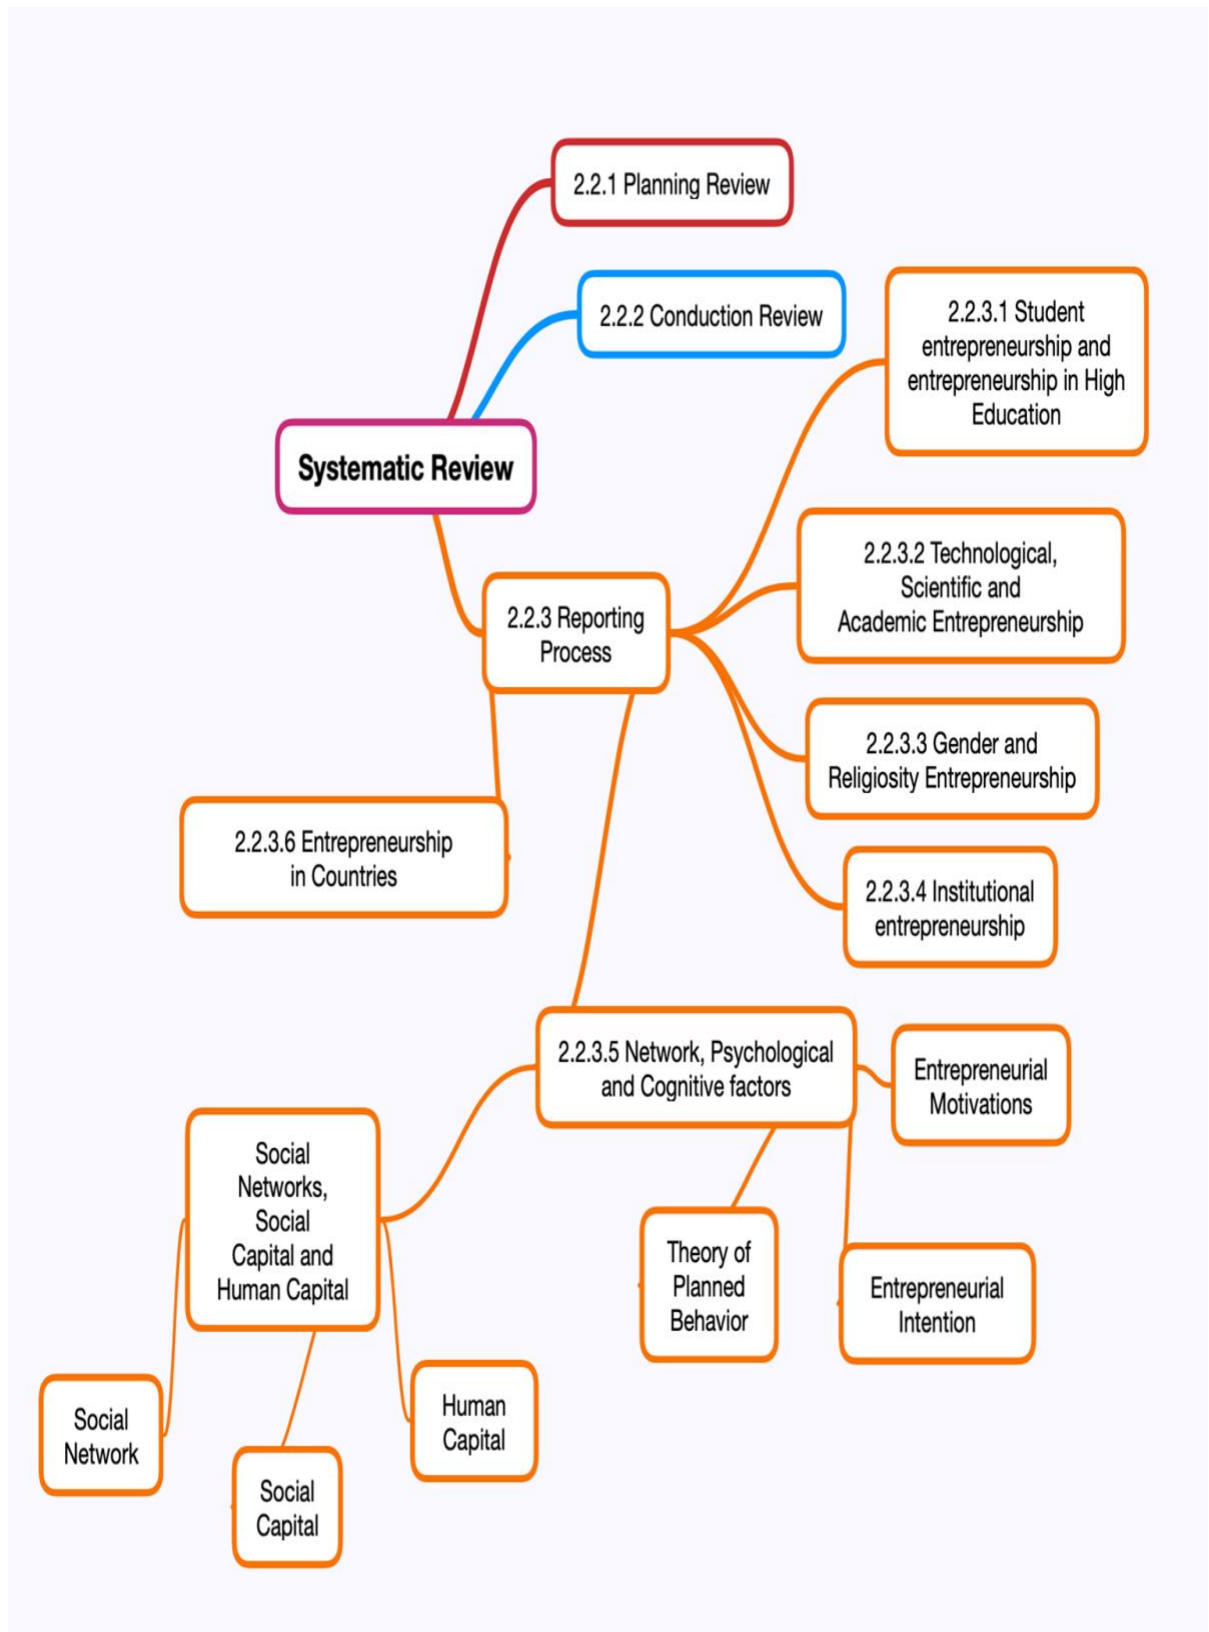 2.2.1 Planning Review
2.2.2 Conduction Review
2.2.3.1 Student
entrepreneurship and
entrepreneurship in High
Education
Systematic Review
2.2.3.2 Technological,
Scientific and
Academic Entrepreneurship
2.2.3 Reporting
Process
2.2.3.3 Gender and
Religiosity Entrepreneurship
2.2.3.6 Entrepreneurship
in Countries
2.2.3.4 Institutional
entrepreneurship
2.2.3.5 Network, Psychological
and Cognitive factors
Entrepreneurial
Motivations
Social
Networks,
Social
Capital and
Human Capital
Theory of
Planned
Behavior
Entrepreneurial
Intention
Social
Network
Human
Capital
Social
Capital